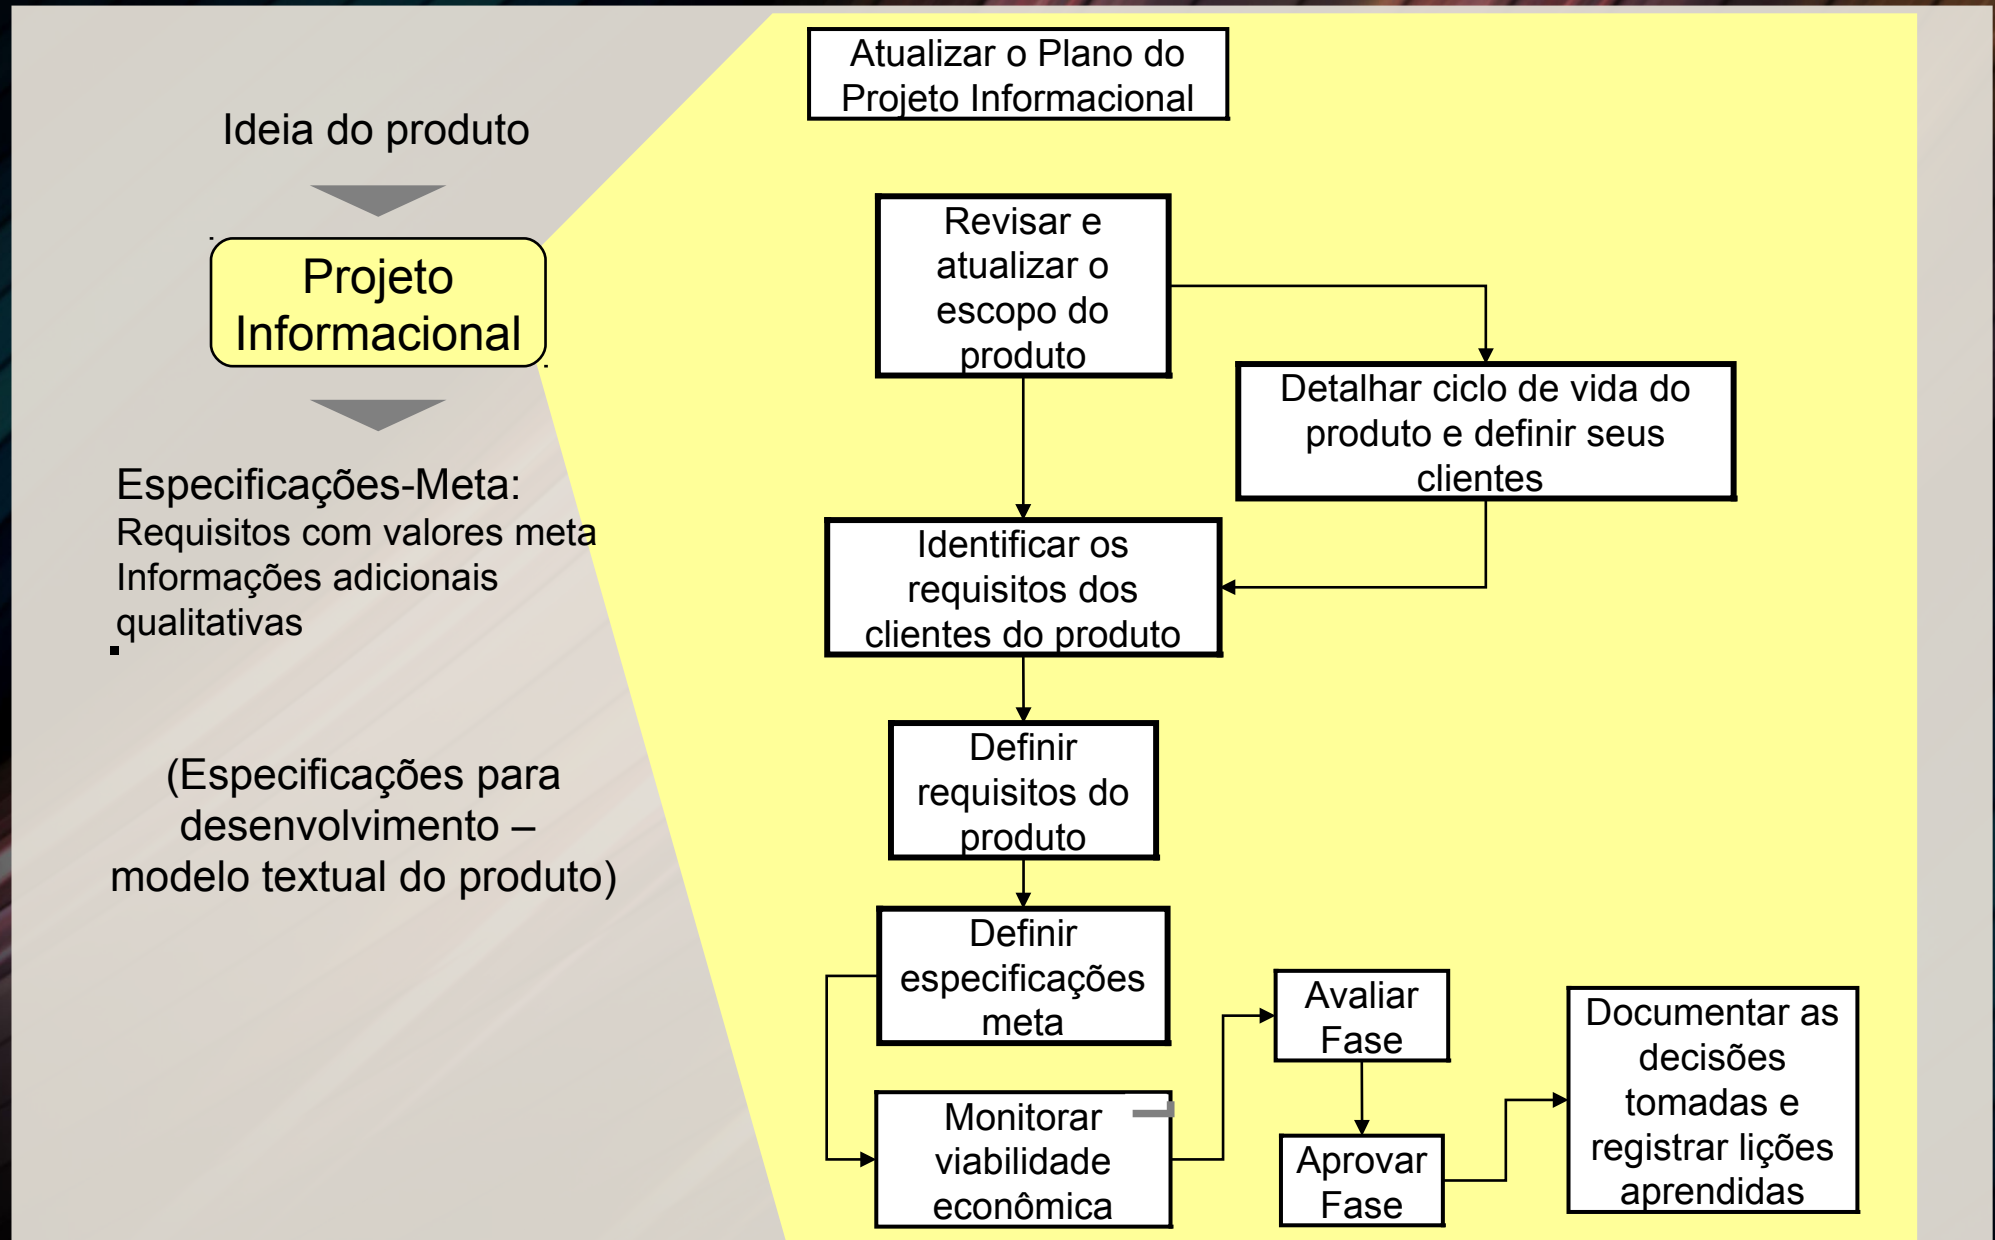 Ideia do produto
Projeto
Informacional
Especificações-Meta:
Requisitos com valores meta
Informações adicionais
qualitativas
(Especificações para
desenvolvimento –
modelo textual do produto)
Atualizar o Plano do
Projeto Informacional
Revisar e
atualizar o
escopo do
produto
Detalhar ciclo de vida do
produto e definir seus
clientes
Identificar os
requisitos dos
clientes do produto
Definir
requisitos do
produto
Definir
especificações
meta
Monitorar
viabilidade
econômica
Avaliar
Fase
Aprovar
Fase
Documentar as
decisões
tomadas e
registrar lições
aprendidas